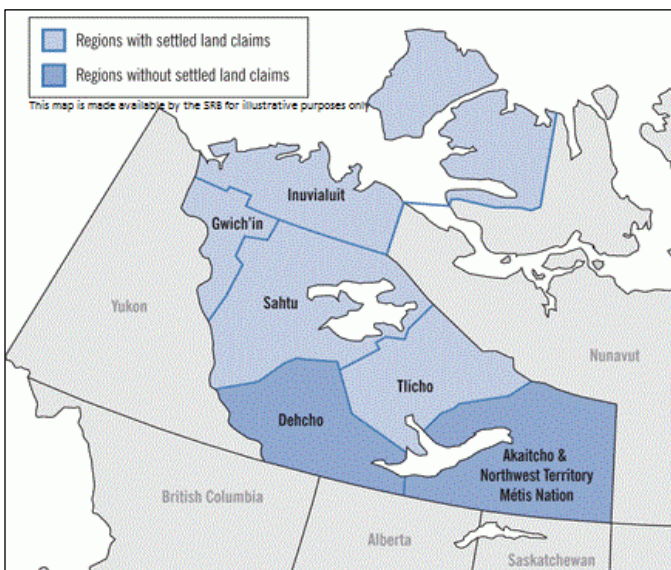 Regions with settled land claims
Regions without settled land claims
This map is made available by the SRB for illustrative purposes only
Inuvialuit
Gwich'in
Yukon
Sahtu
Nunavut
Tlicho
Dehcho
Akaitcho &
Northwest Territory
Métis Nation
British Columbia
Alberta
Saskatchewan